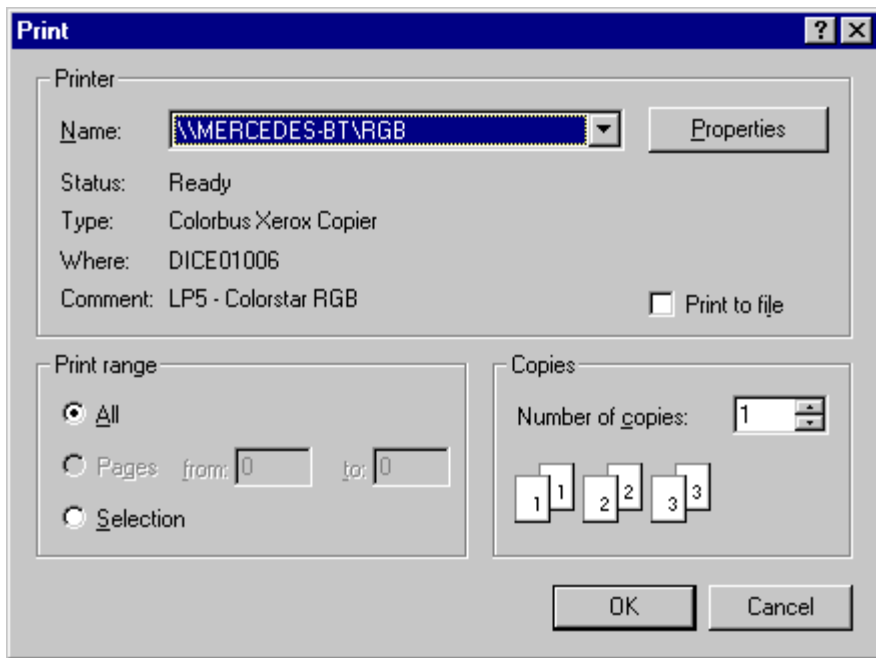 Print
Printer
Name: \\MERCEDES-BT\RGB Properties
Status: Ready
Type: Colorbus Xerox Copier
Where: DICE01006
Comment: LP5 - Colorstar RGB Print to file
Print range
All
Pages from: 0 to: 0
Selection
Copies
Number of copies: 1
1 1 2 2 3 3
OK Cancel